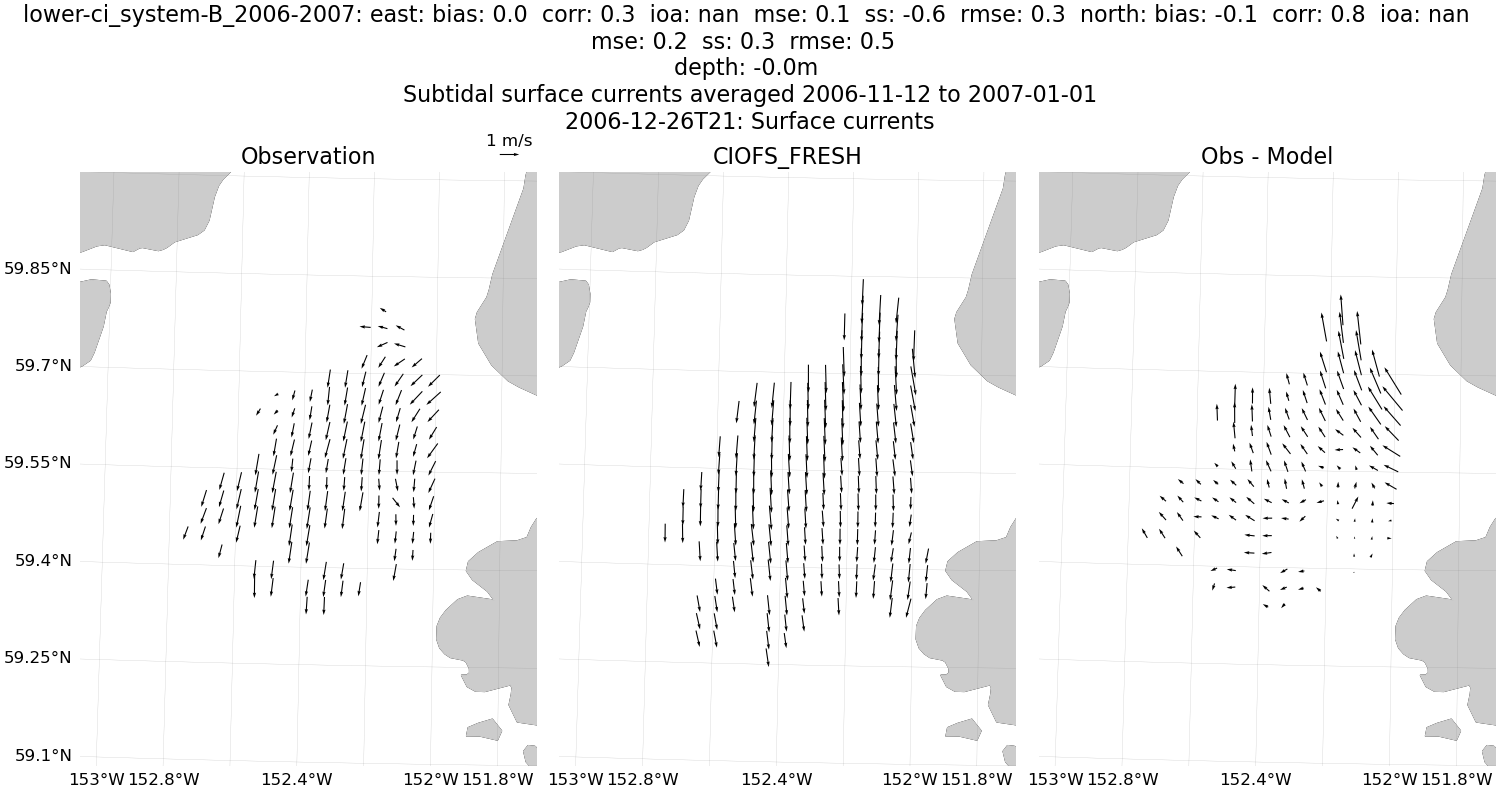 lower-ci_system-B_2006-2007: east: bias: 0.0  corr: 0.3  ioa: nan  mse: 0.1  ss: -0.6  rmse: 0.3  north: bias: -0.1  corr: 0.8  ioa: nan
mse: 0.2  ss: 0.3  rmse: 0.5
depth: -0.0m
Subtidal surface currents averaged 2006-11-12 to 2007-01-01
2006-12-26T21: Surface currents
1 m/s
Observation
CIOFS_FRESH
Obs - Model
59.85°N
59.7°N
59.55°N
59.4°N
59.25°N
59.1°N
153°W 152.8°W 152.4°W 152°W 151.8°W
153°W 152.8°W 152.4°W 152°W 151.8°W
153°W 152.8°W 152.4°W 152°W 151.8°W